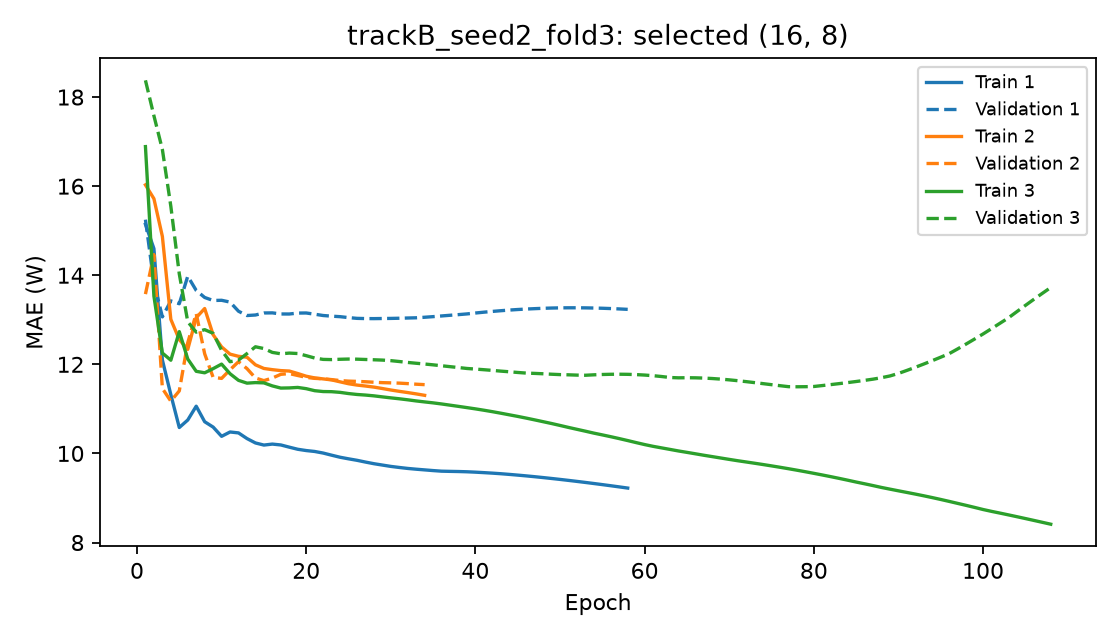 trackB_seed2_fold3: selected (16, 8)
MAE (W)
18
16
14
12
10
8
Train 1
Validation 1
Train 2
Validation 2
Train 3
Validation 3
0 20 40 60 80 100
Epoch